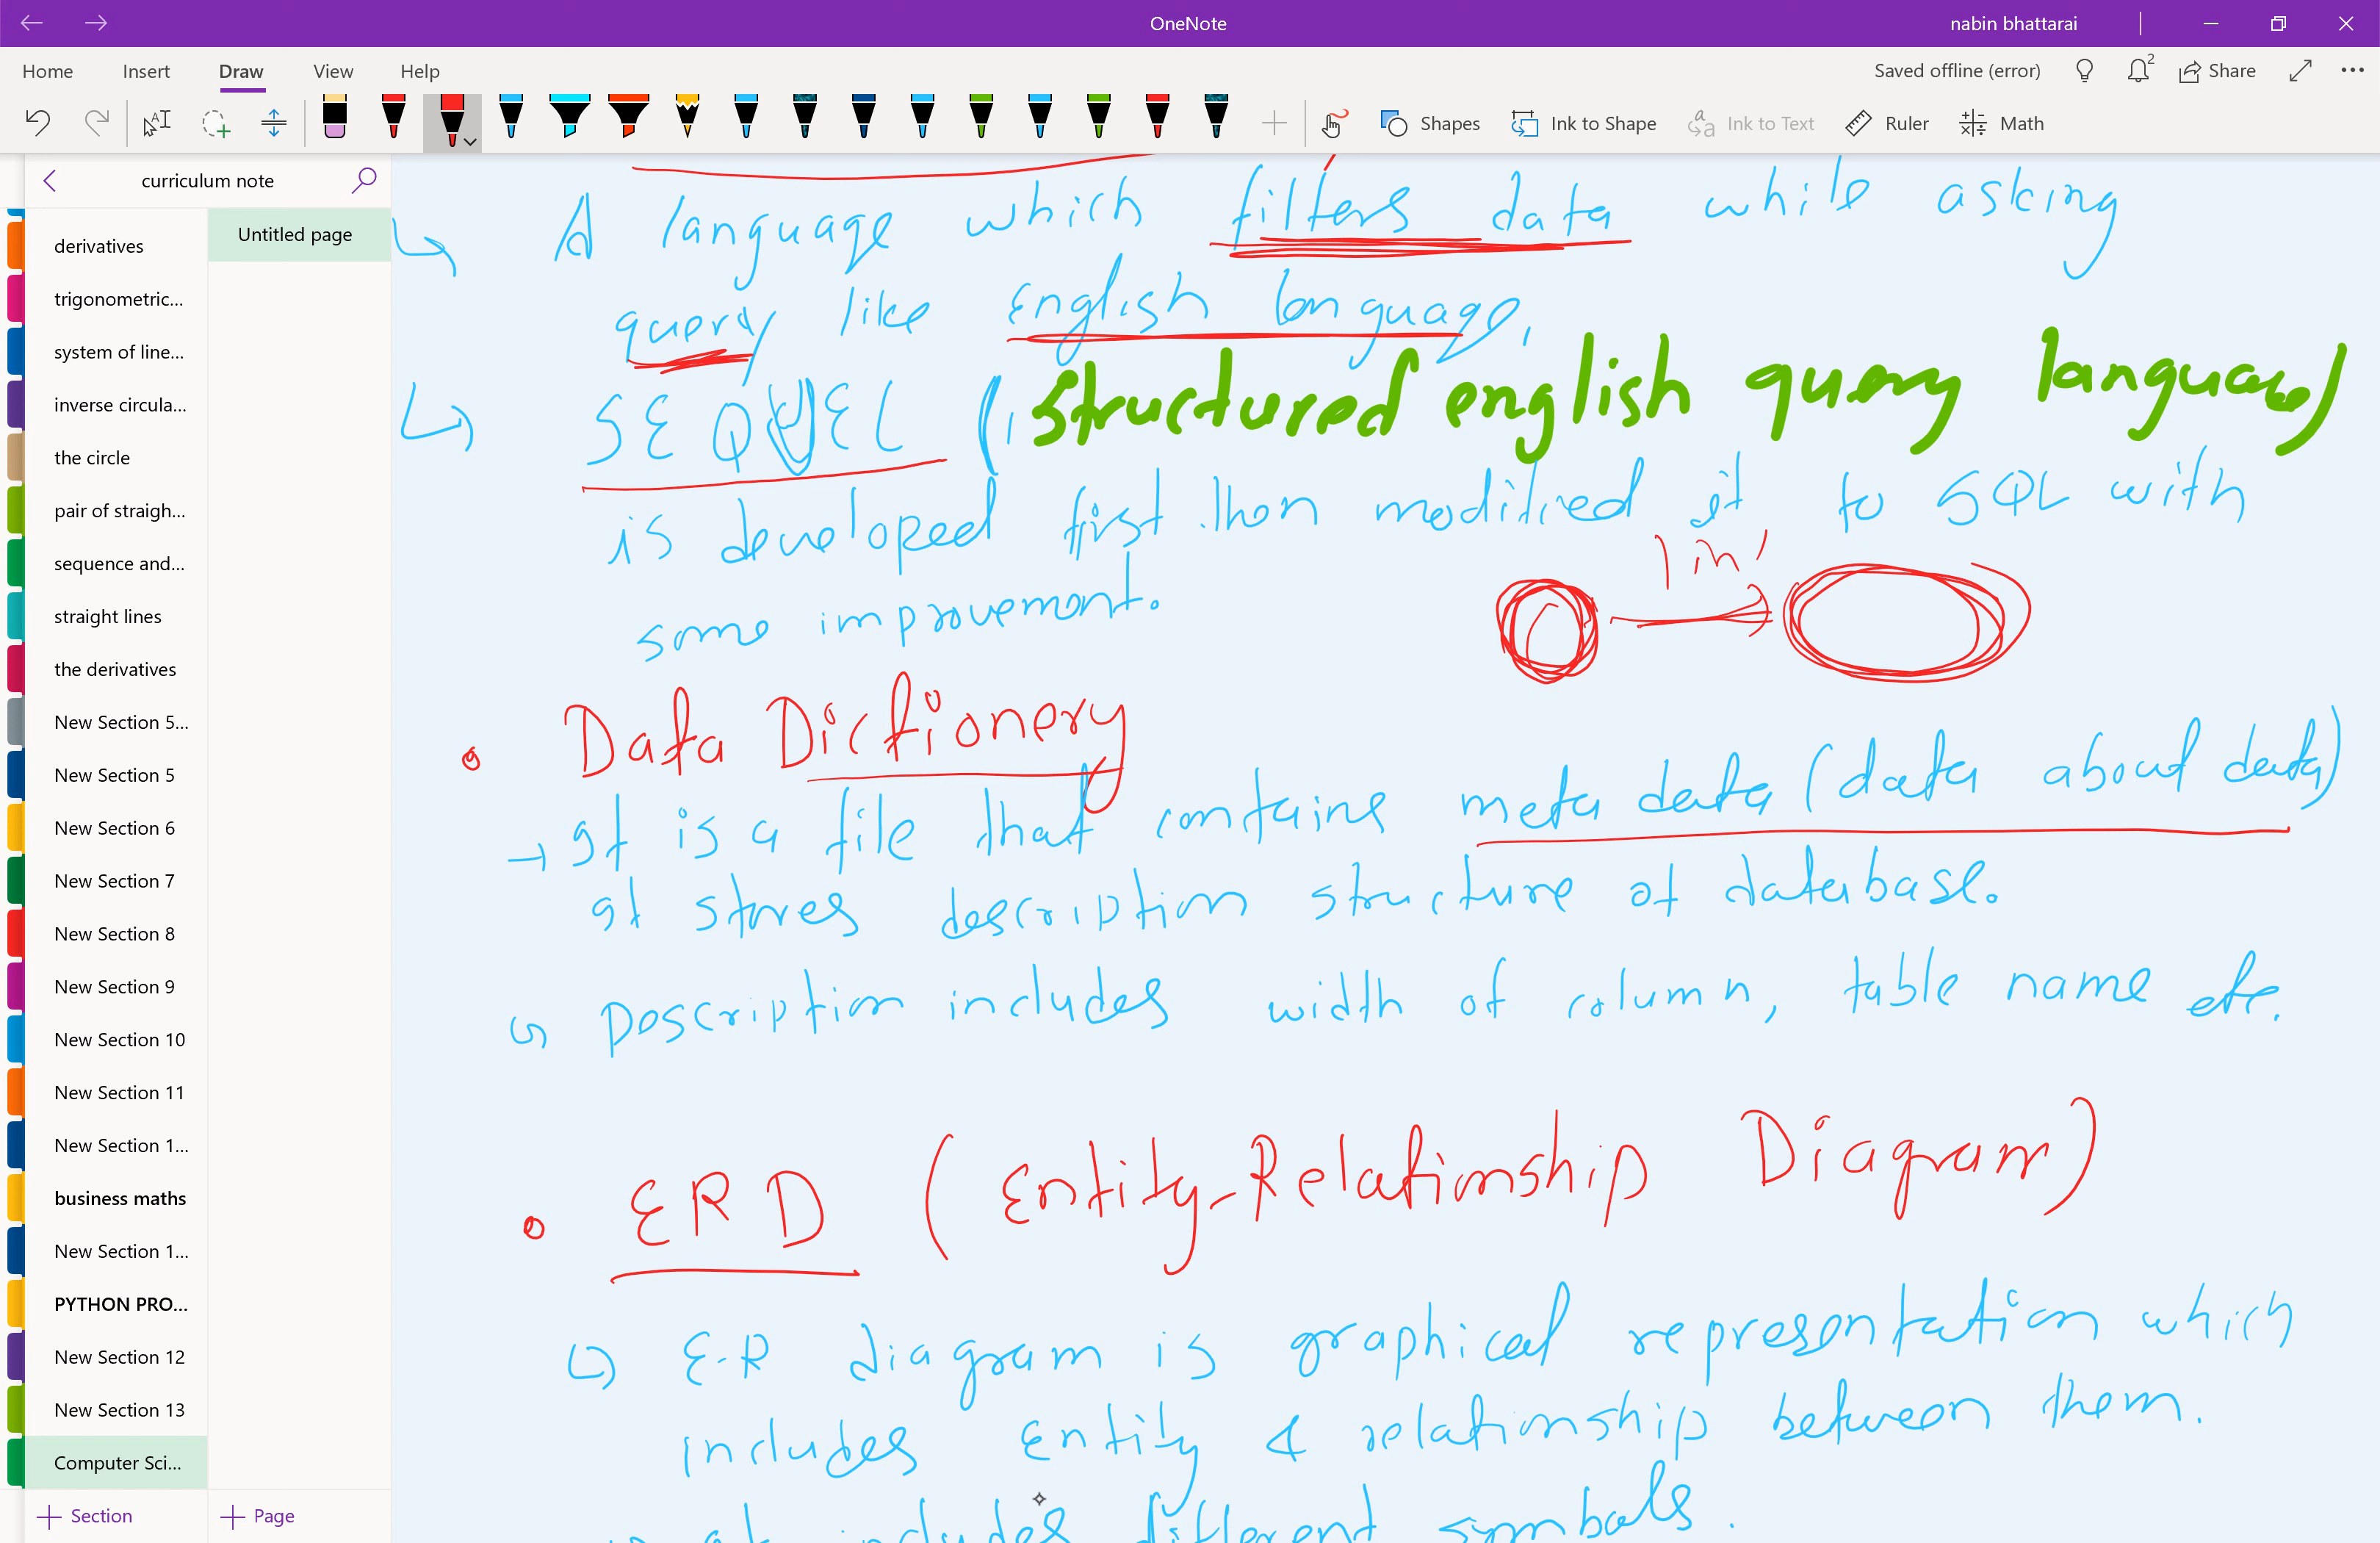 OneNote
nabin bhattarai
Home Insert Draw View Help
Saved offline (error) 2 Share
Shapes Ink to Shape Ink to Text Ruler Math
curriculum note
Untitled page
derivatives
trigonometric...
system of line...
inverse circula...
the circle
pair of straigh...
sequence and...
straight lines
the derivatives
New Section 5...
New Section 5
New Section 6
New Section 7
New Section 8
New Section 9
New Section 10
New Section 11
New Section 1...
business maths
New Section 1...
PYTHON PRO...
New Section 12
New Section 13
Computer Sci...
Section
Page
A language which filters data while asking
query like English language.
SEQUEL (structured english query language)
is developed first then modified it to SQL with
some improvement.
Data Dictionery
It is a file that contains meta data (data about data)
It stores description structure of database.
Description includes width of column, table name etc.
ERD (Entity-Relationship Diagram)
E-R diagram is graphical representation which
includes Entity & relationship between them.
includes different symbols.